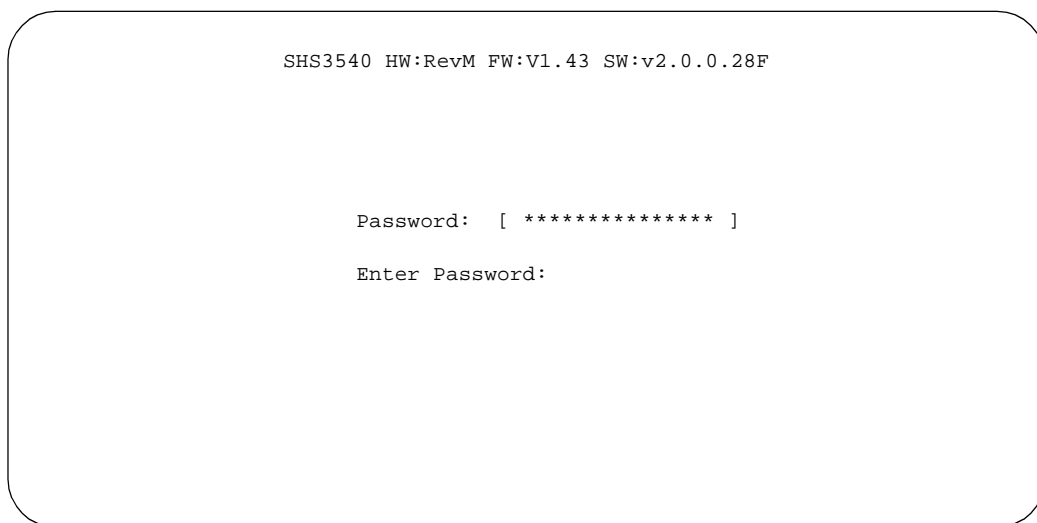 SHS3540 HW:RevM FW:V1.43 SW:v2.0.0.28F
Password: [ *************** ]
Enter Password: